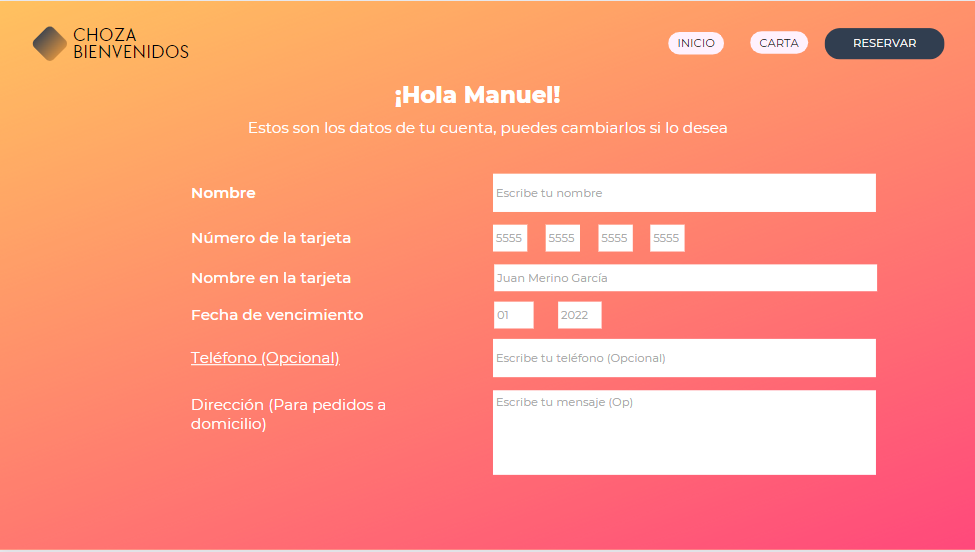 CHOZA
BIENVENIDOS
INICIO
CARTA
RESERVAR
¡Hola Manuel!
Estos son los datos de tu cuenta, puedes cambiarlos si lo desea
Nombre
Escribe tu nombre
Número de la tarjeta
5555 5555 5555 5555
Nombre en la tarjeta
Juan Merino García
Fecha de vencimiento
01 2022
Teléfono (Opcional)
Escribe tu teléfono (Opcional)
Dirección (Para pedidos a
domicilio)
Escribe tu mensaje (Op)